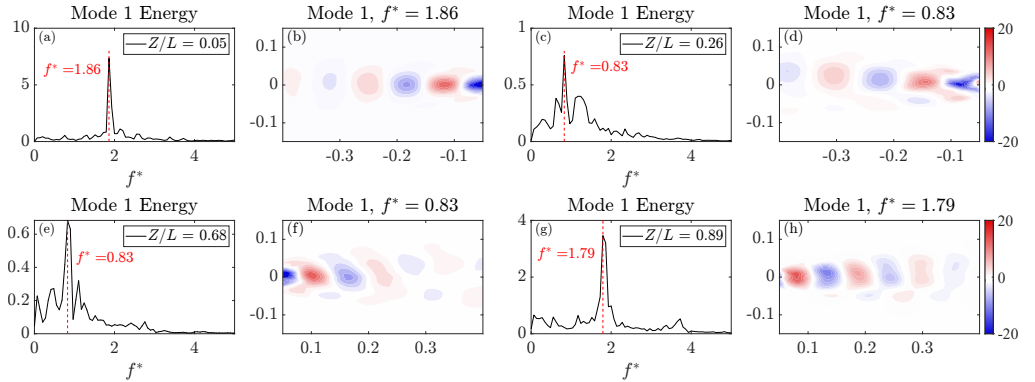 Mode 1 Energy
Mode 1, f* = 1.86
Mode 1 Energy
Mode 1, f* = 0.83
10
(a)
Z/L = 0.05
f* =1.86
5
0
0 2 4
f*
0.1
(b)
0
-0.1
-0.3 -0.2 -0.1
1
(c)
Z/L = 0.26
f* =0.83
0.5
0
0 2 4
f*
0.1
(d)
0
-0.1
-0.3 -0.2 -0.1
20
0
-20
Mode 1 Energy
Mode 1, f* = 0.83
Mode 1 Energy
Mode 1, f* = 1.79
0.6
(e)
Z/L = 0.68
f* =0.83
0.4
0.2
0
0 2 4
f*
0.1
(f)
0
-0.1
0.1 0.2 0.3
4
(g)
Z/L = 0.89
f* =1.79
2
0
0 2 4
f*
0.1
(h)
0
-0.1
0.1 0.2 0.3
20
0
-20